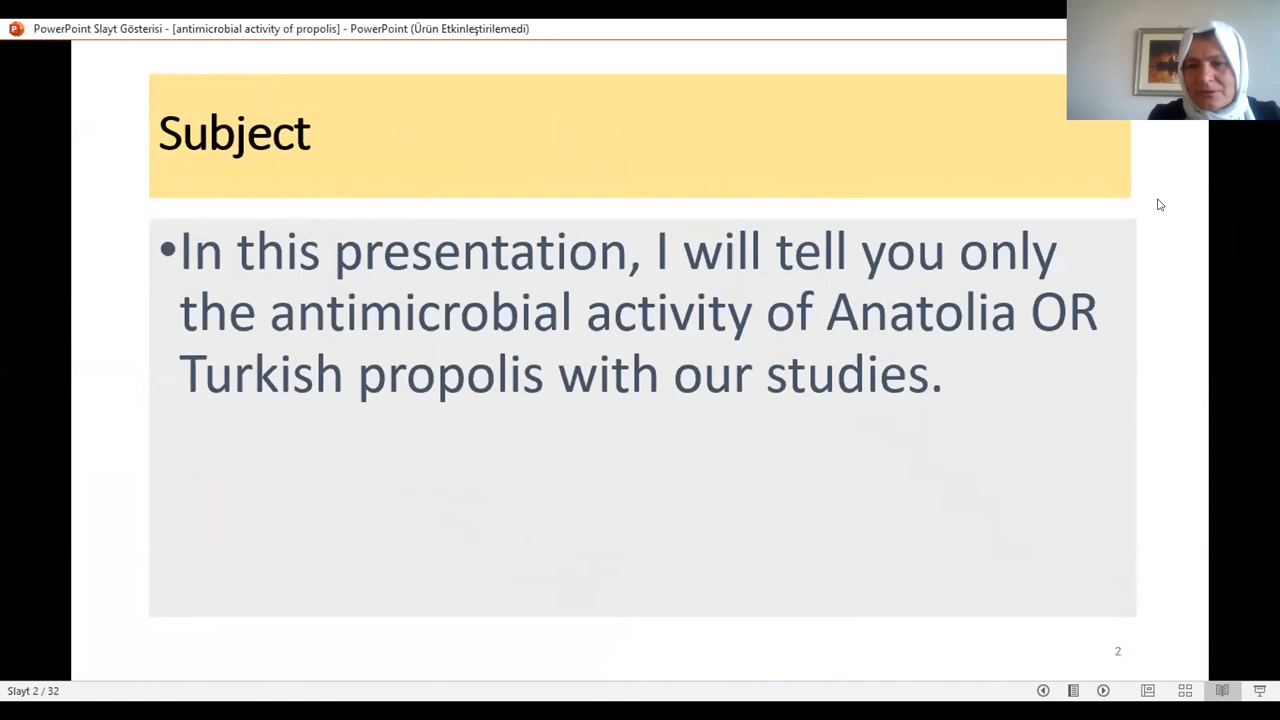 PowerPoint Slayt Gösterisi - [antimicrobial activity of propolis] - PowerPoint (Ürün Etkinleştirilemedi)
Subject
•In this presentation, I will tell you only
the antimicrobial activity of Anatolia OR
Turkish propolis with our studies.
2
Slayt 2 / 32